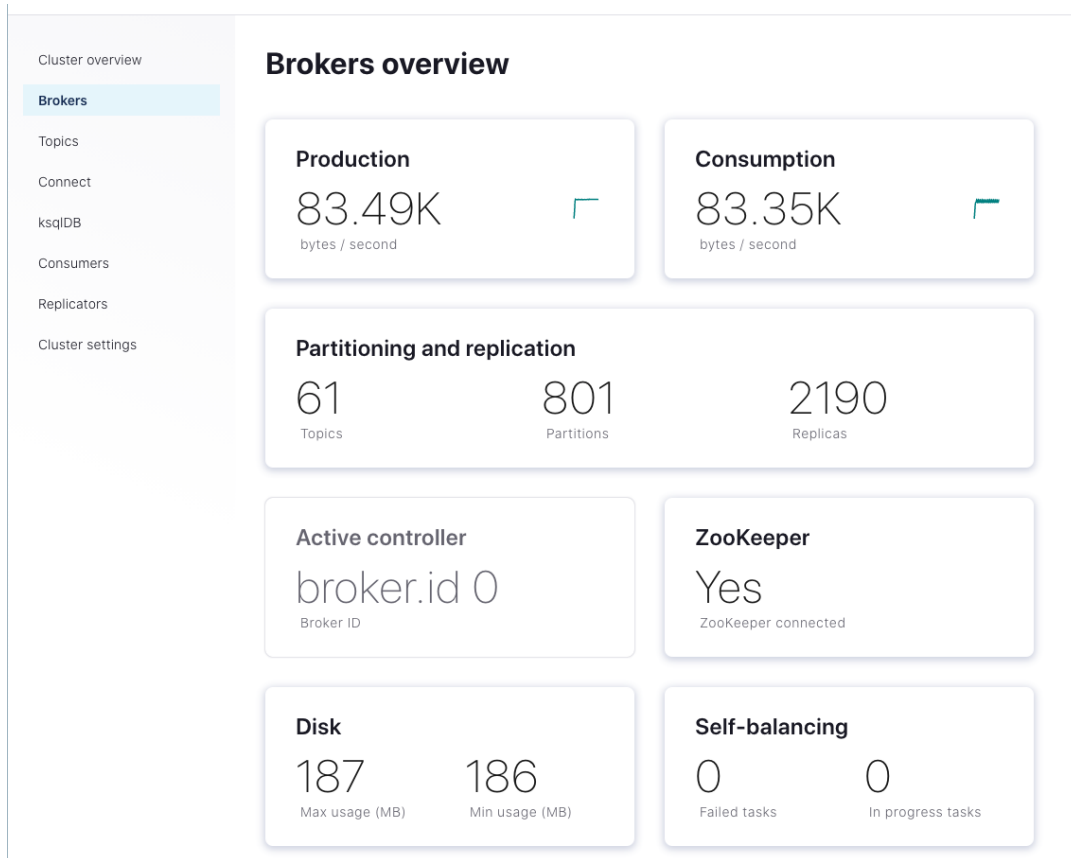 Cluster overview
Brokers
Topics
Connect
ksqlDB
Consumers
Replicators
Cluster settings
Brokers overview
Production
83.49K
bytes / second
Consumption
83.35K
bytes / second
Partitioning and replication
61
Topics
801
Partitions
2190
Replicas
Active controller
broker.id 0
Broker ID
ZooKeeper
Yes
ZooKeeper connected
Disk
187
Max usage (MB)
186
Min usage (MB)
Self-balancing
0
Failed tasks
0
In progress tasks